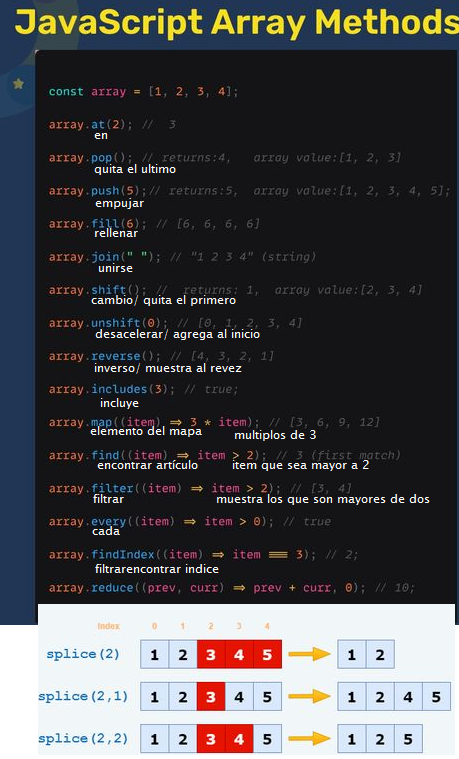 JavaScript Array Methods
const array = [1, 2, 3, 4];
array.at(2); // 3
en
array.pop(); // returns:4, array value:[1, 2, 3]
quita el ultimo
array.push(5);// returns:5, array value:[1, 2, 3, 4, 5];
empujar
array.fill(6); // [6, 6, 6, 6]
rellenar
array.join(" "); // "1 2 3 4" (string)
unirse
array.shift(); // returns: 1, array value:[2, 3, 4]
cambio/ quita el primero
array.unshift(0); // [0, 1, 2, 3, 4]
desacelerar/ agrega al inicio
array.reverse(); // [4, 3, 2, 1]
inverso/ muestra al revez
array.includes(3); // true;
incluye
array.map((item) => 3 * item); // [3, 6, 9, 12]
elemento del mapa multiplos de 3
array.find((item) => item > 2); // 3 (first match)
encontrar artículo item que sea mayor a 2
array.filter((item) => item > 2); // [3, 4]
filtrar muestra los que son mayores de dos
array.every((item) => item > 0); // true
cada
array.findIndex((item) => item === 3); // 2;
filtrarencontrar indice
array.reduce((prev, curr) => prev + curr, 0); // 10;
Index 0 1 2 3 4
splice(2) 1 2 3 4 5 1 2
splice(2,1) 1 2 3 4 5 1 2 4 5
splice(2,2) 1 2 3 4 5 1 2 5